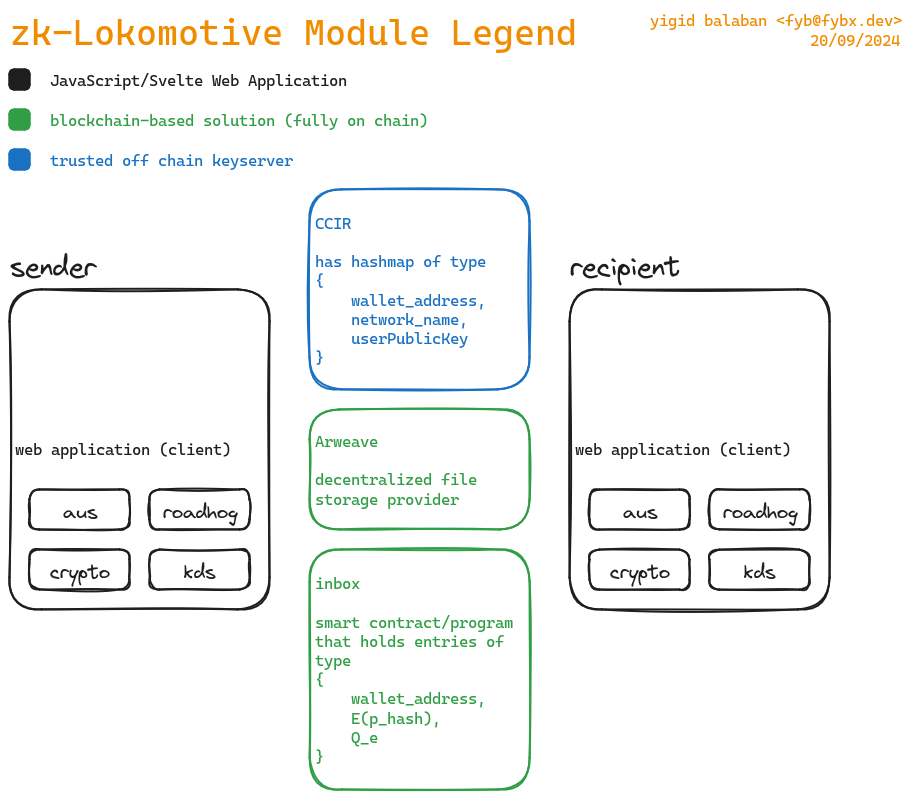 zk-Lokomotive Module Legend
yigid balaban <fyb@fybx.dev>
20/09/2024
JavaScript/Svelte Web Application
blockchain-based solution (fully on chain)
trusted off chain keyserver
sender
web application (client)
aus
roadhog
crypto
kds
CCIR
has hashmap of type
{
wallet_address,
network_name,
userPublicKey
}
Arweave
decentralized file
storage provider
inbox
smart contract/program
that holds entries of
type
{
wallet_address,
E(p_hash),
Q_e
}
recipient
web application (client)
aus
roadhog
crypto
kds